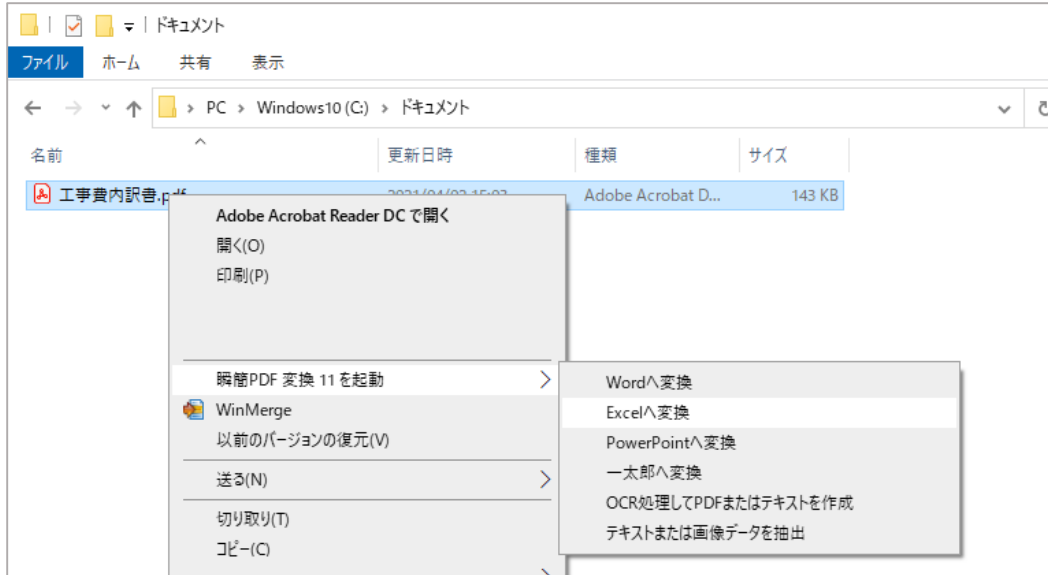 ドキュメント
ファイル ホーム 共有 表示
PC > Windows10 (C:) > ドキュメント
名前 更新日時 種類 サイズ
工事費内訳書.pdf 2021/04/02 15:03 Adobe Acrobat D... 143 KB
Adobe Acrobat Reader DC で開く
開く(O)
印刷(P)
瞬簡PDF 変換 11 を起動
WinMerge
以前のバージョンの復元(V)
送る(N)
切り取り(T)
コピー(C)
Wordへ変換
Excelへ変換
PowerPointへ変換
一太郎へ変換
OCR処理してPDFまたはテキストを作成
テキストまたは画像データを抽出